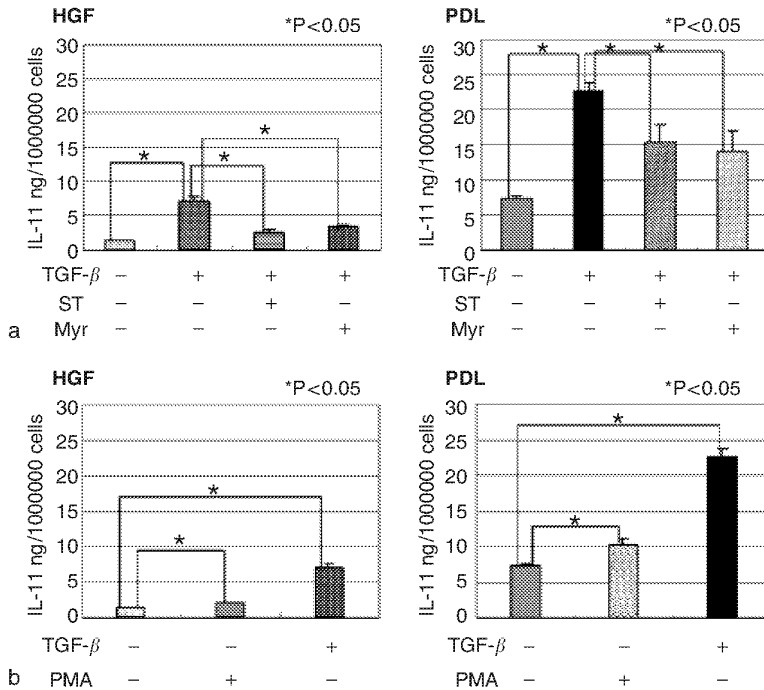 HGF
*P<0.05
IL-11 ng/1000000 cells
30
25
20
15
10
5
0
* * *
TGF-β − + + +
ST − − + −
Myr − − − +
PDL
*P<0.05
IL-11 ng/1000000 cells
30
25
20
15
10
5
0
* * *
TGF-β − + + +
ST − − + −
Myr − − − +
a
HGF
*P<0.05
IL-11 ng/1000000 cells
30
25
20
15
10
5
0
*
*
TGF-β − − +
PMA − + −
PDL
*P<0.05
IL-11 ng/1000000 cells
30
25
20
15
10
5
0
*
*
TGF-β − − +
PMA − + −
b